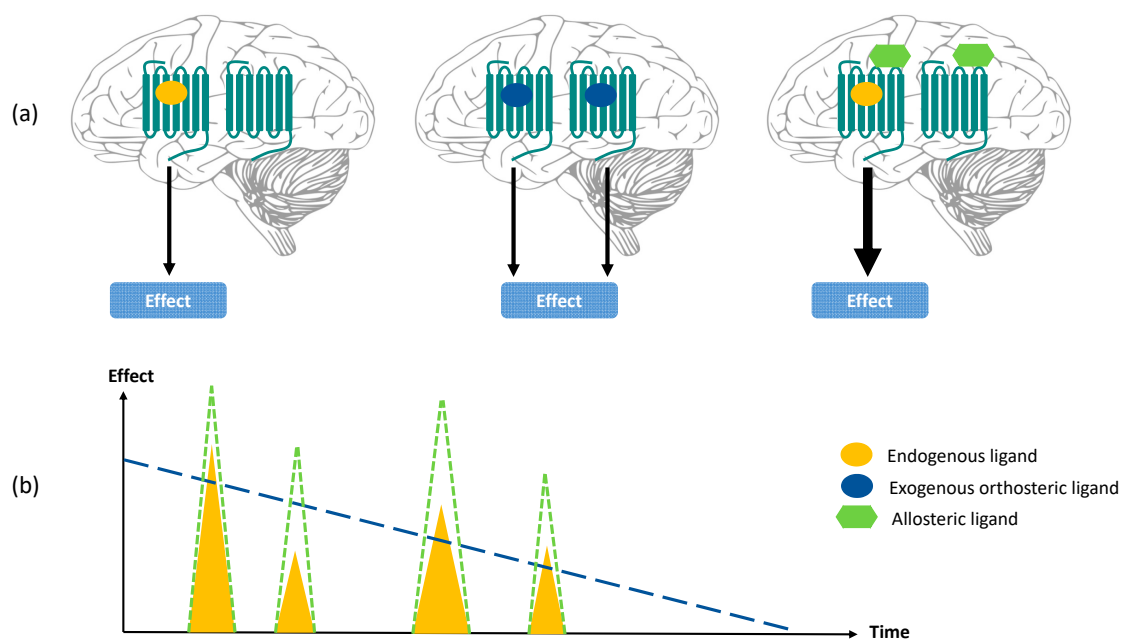 (a)
Effect
Effect
Effect
Effect
(b)
Endogenous ligand
Exogenous orthosteric ligand
Allosteric ligand
Time